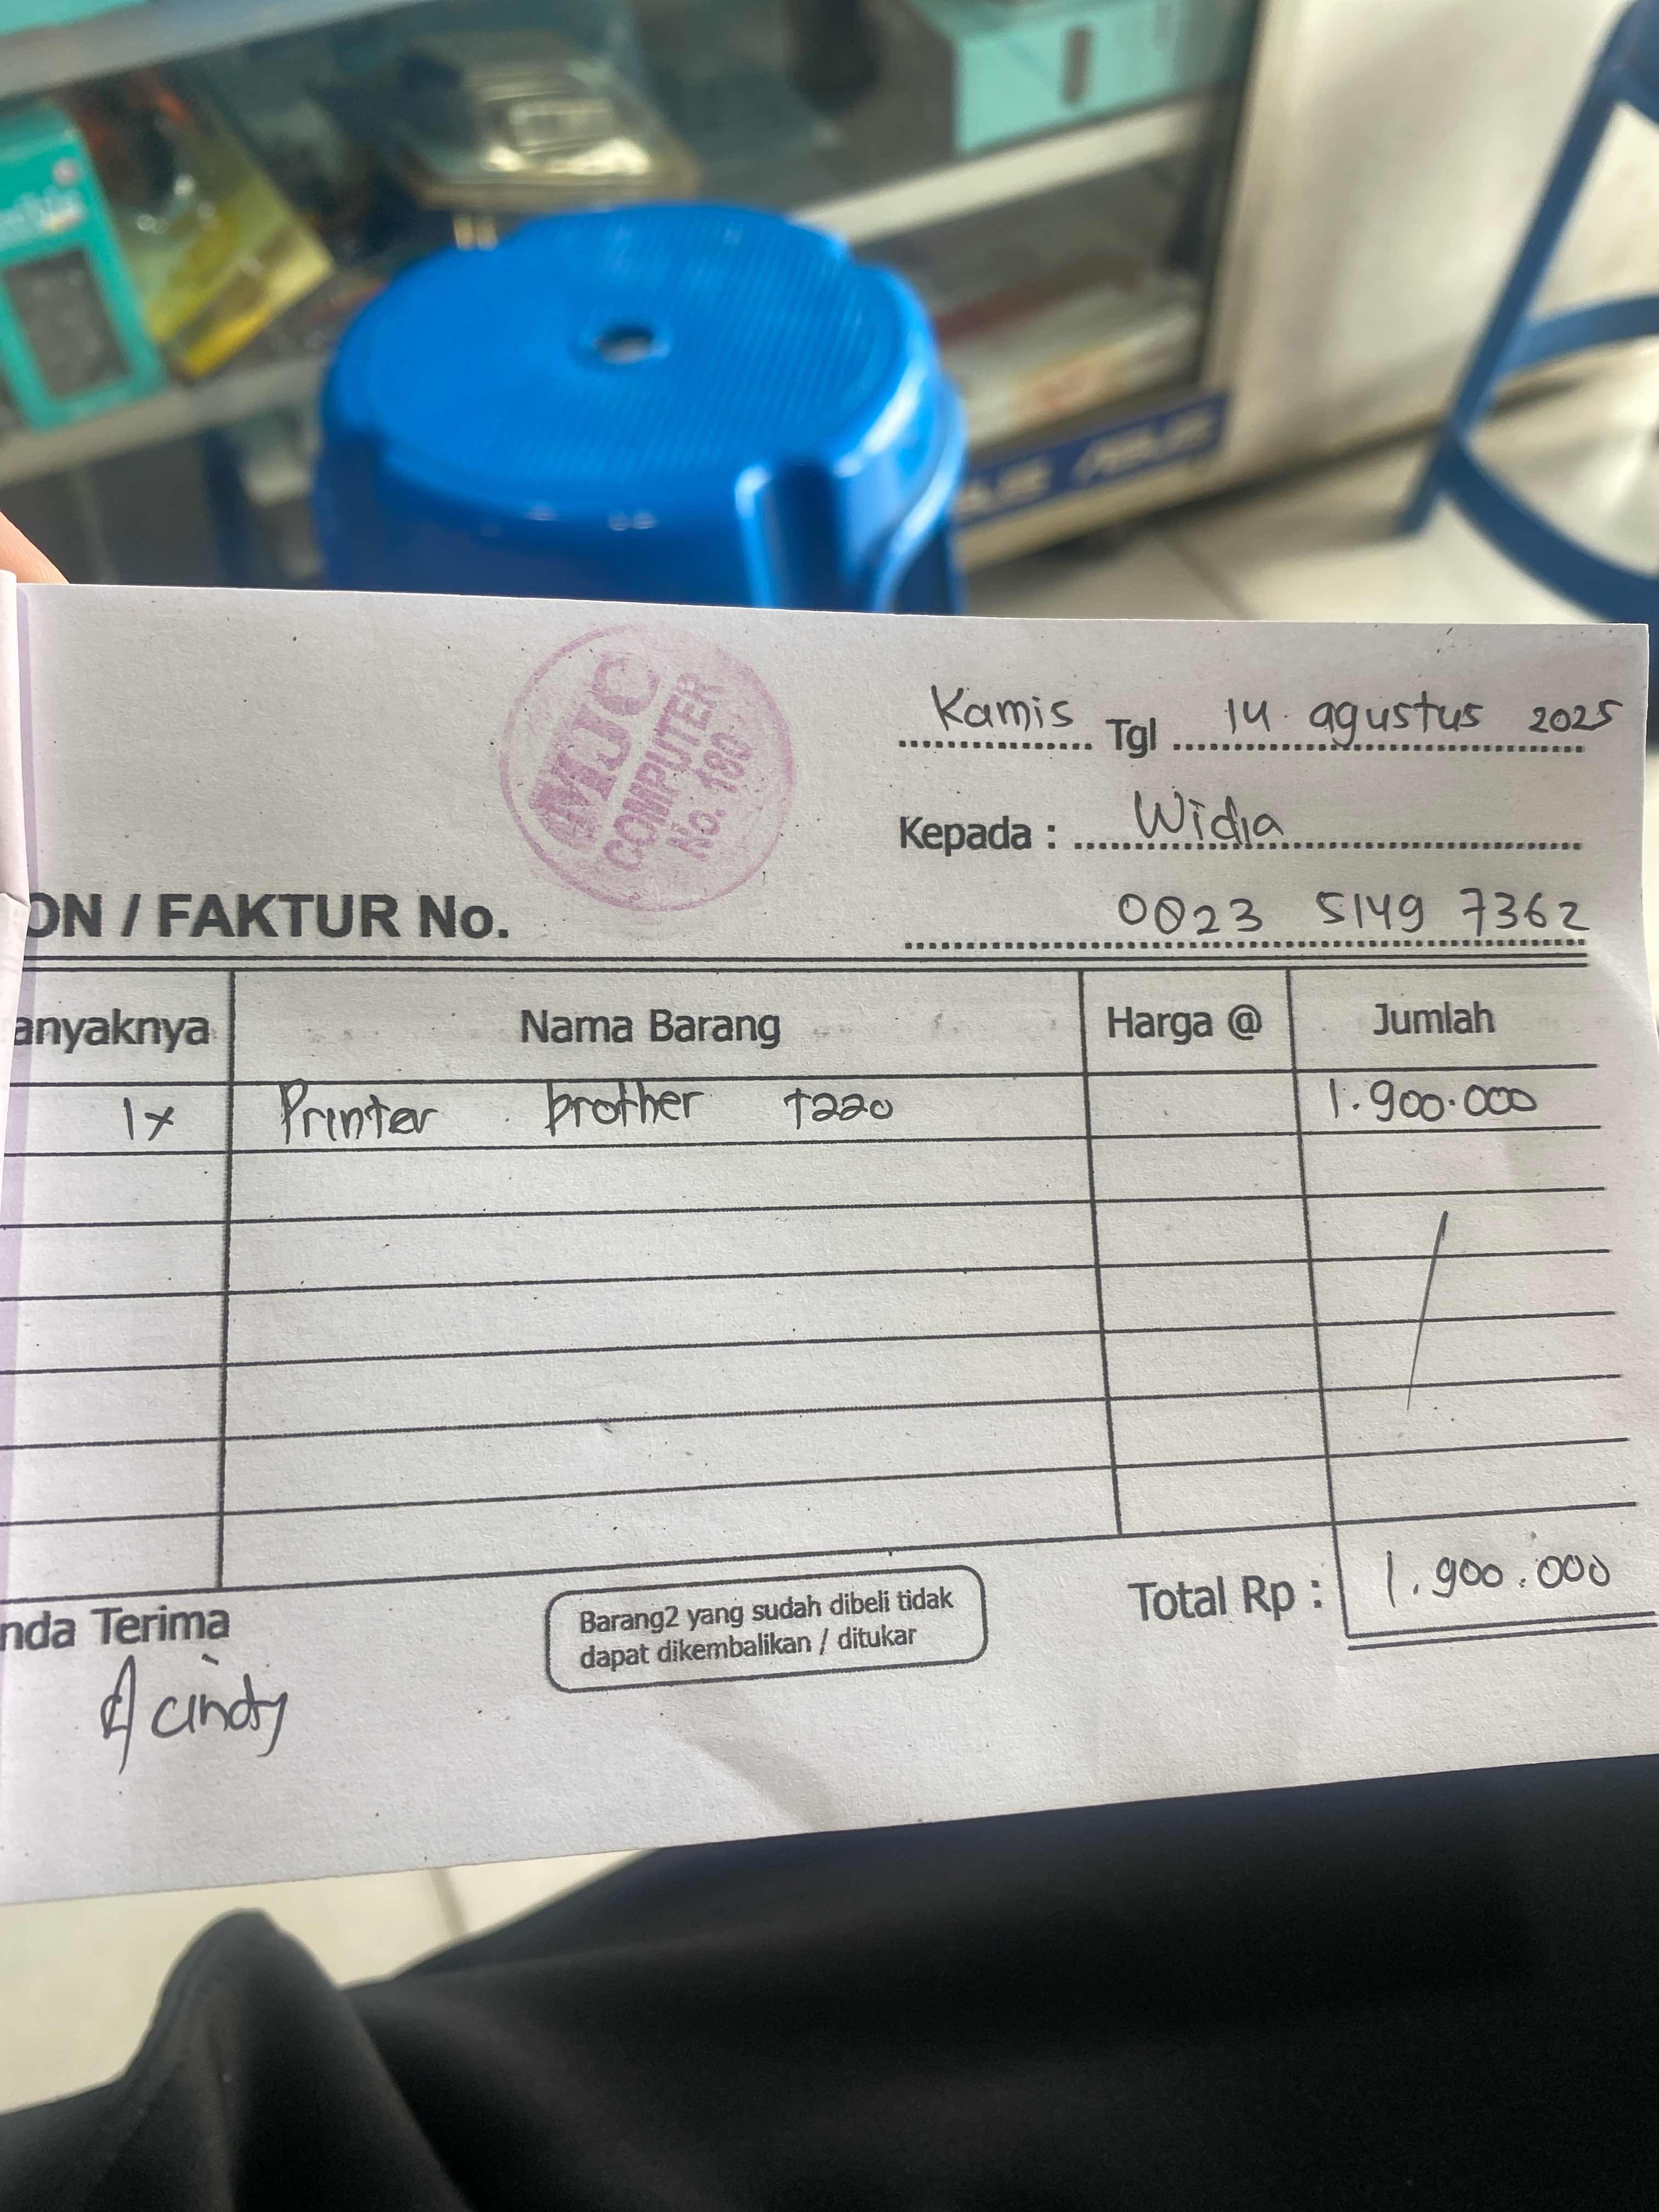 MJC
COMPUTER
No. 180
Kamis Tgl 14 agustus 2025
Kepada : Widia
0023 5149 7362
ON / FAKTUR No.
anyaknya Nama Barang Harga @ Jumlah
1x Printer brother T220 1.900.000
Total Rp : 1.900.000
nda Terima
Barang2 yang sudah dibeli tidak
dapat dikembalikan / ditukar
cindy